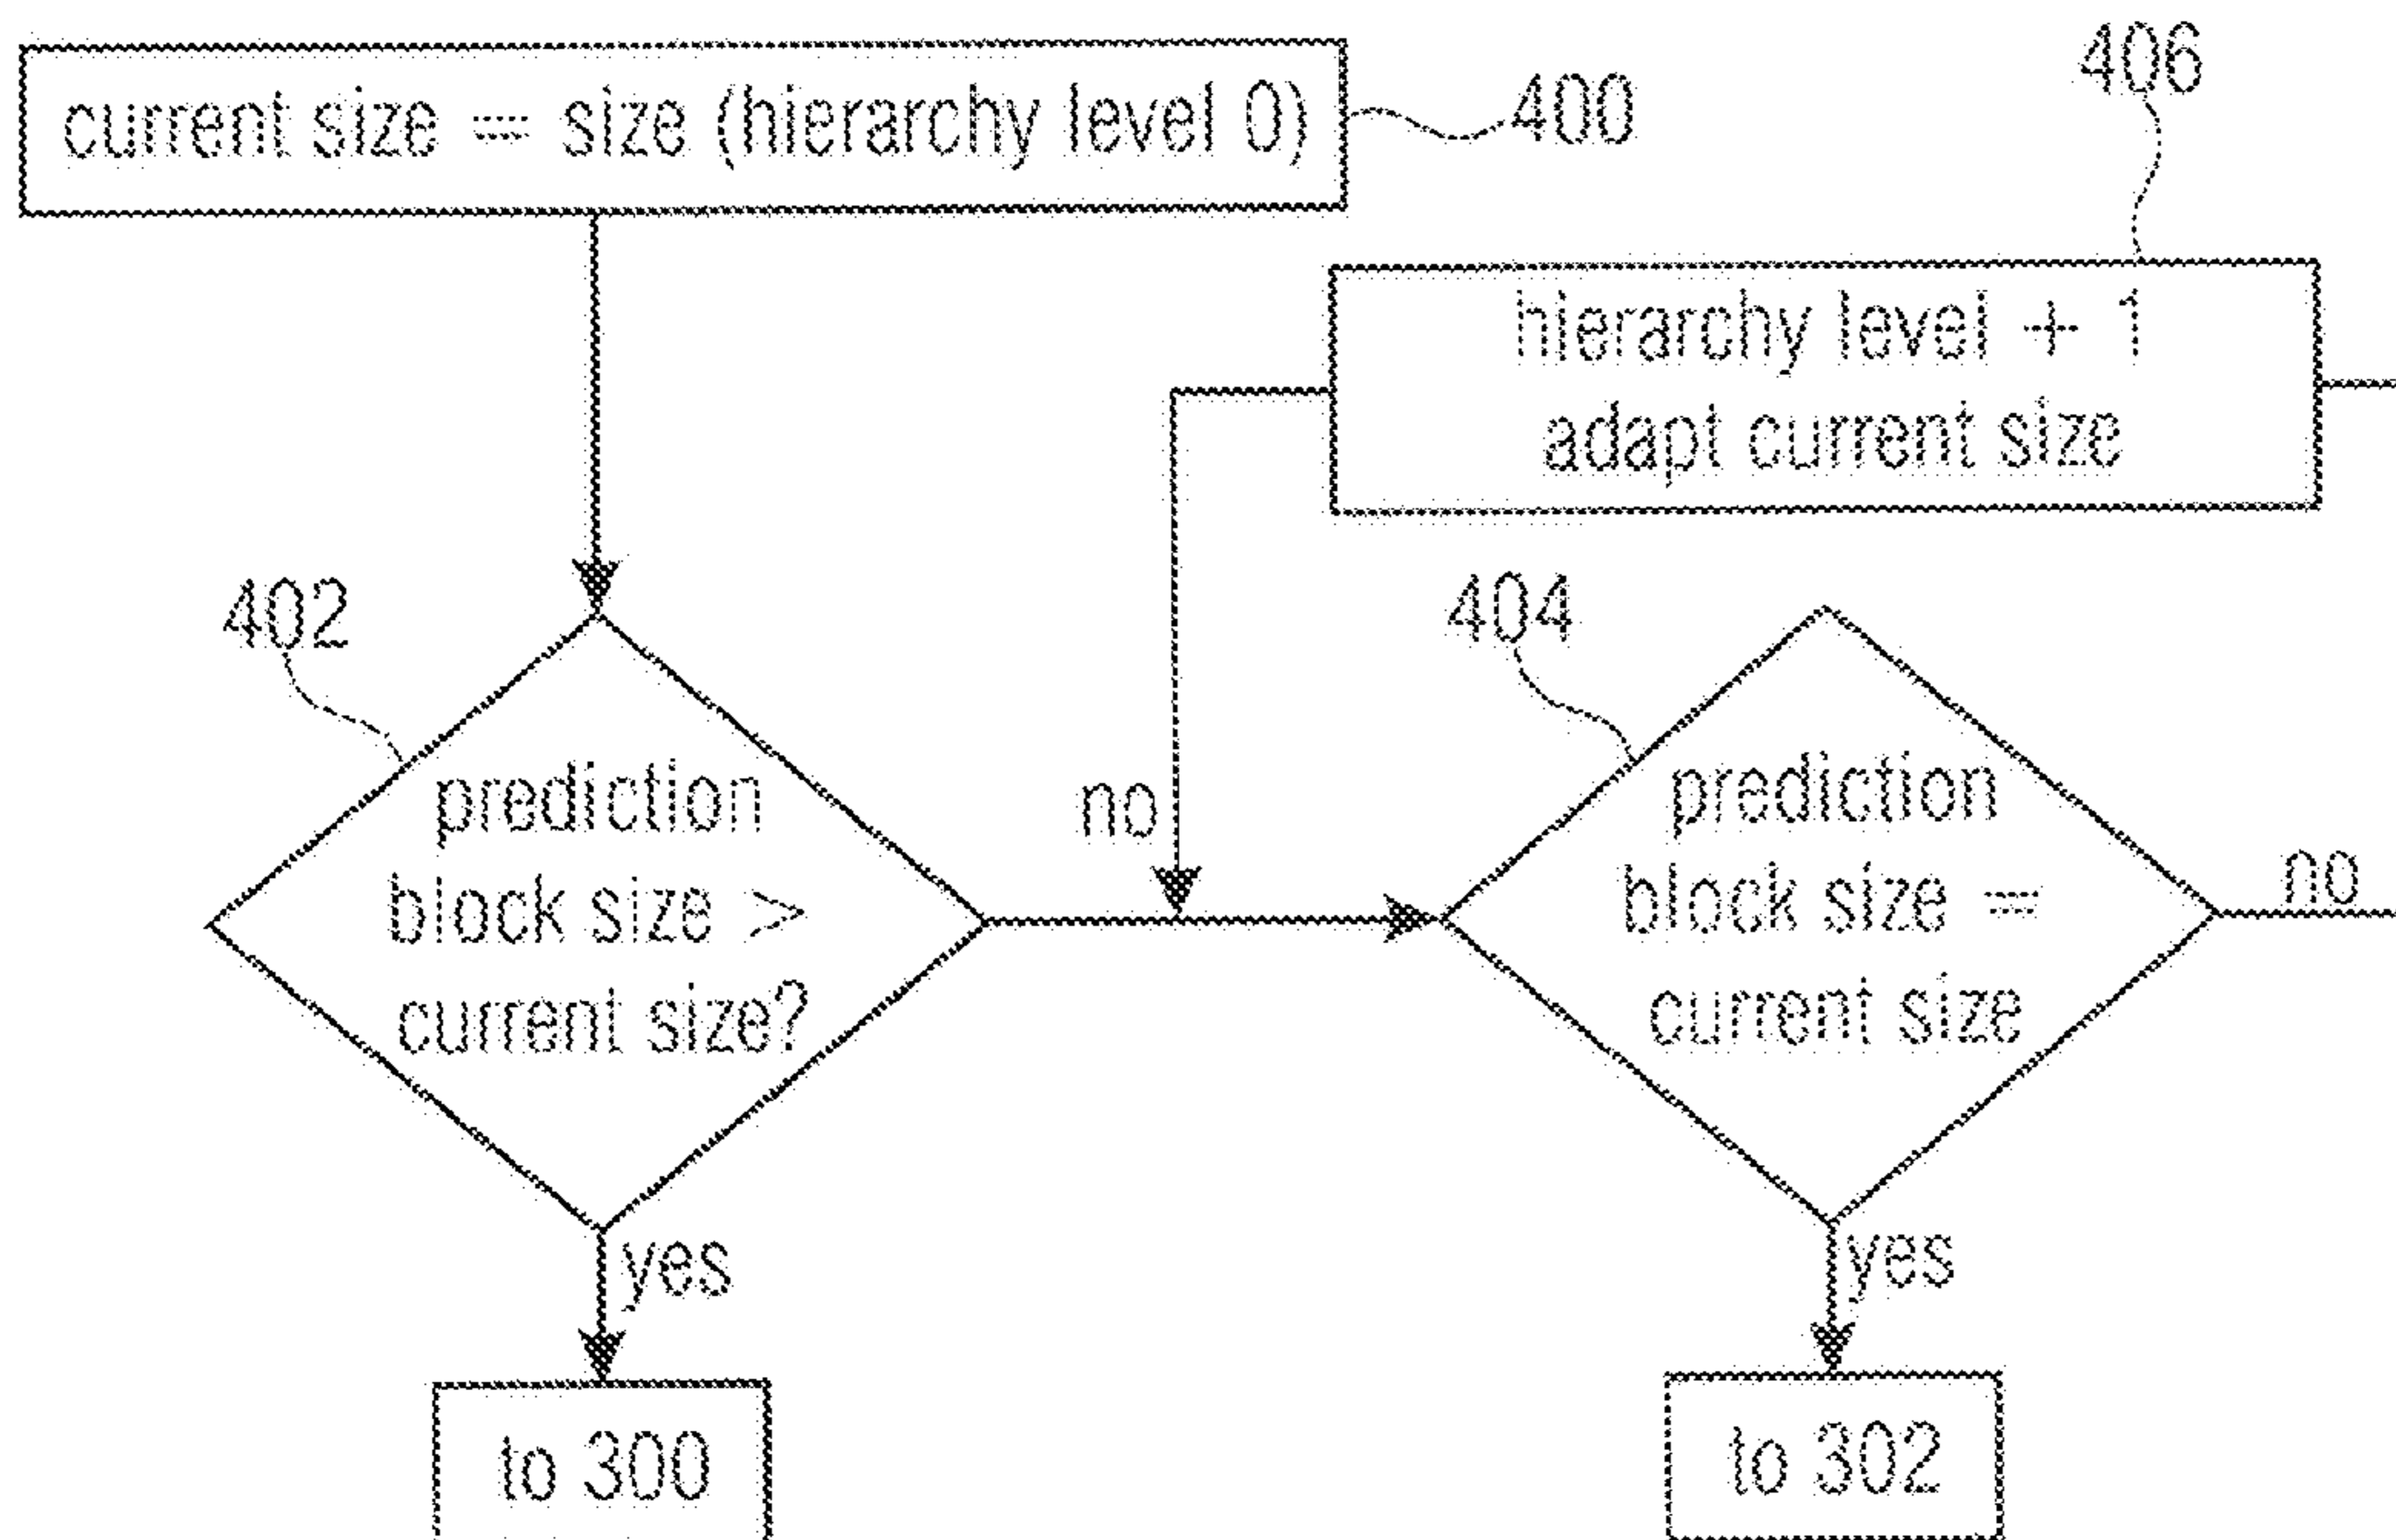 current size = size (hierarchy level 0)
400
406
hierarchy level + 1
adapt current size
402
404
no
prediction
block size >
current size?
prediction
block size =
current size
no
yes
yes
to 300
to 302